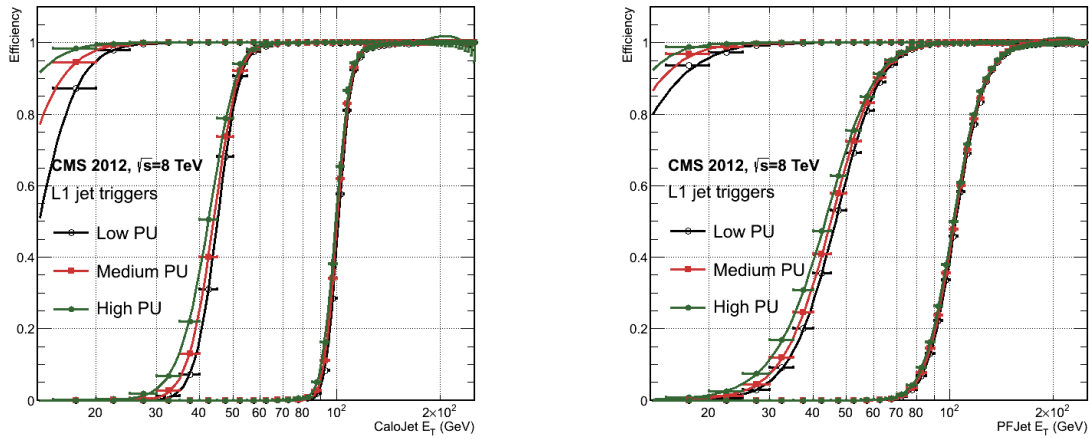 Efficiency
1
0.8
0.6
0.4
0.2
0
CMS 2012, √s=8 TeV
L1 jet triggers
Low PU
Medium PU
High PU
20 30 40 50 60 70 10² 2×10²
CaloJet E_T (GeV)
Efficiency
1
0.8
0.6
0.4
0.2
0
CMS 2012, √s=8 TeV
L1 jet triggers
Low PU
Medium PU
High PU
20 30 40 50 60 70 10² 2×10²
PFJet E_T (GeV)